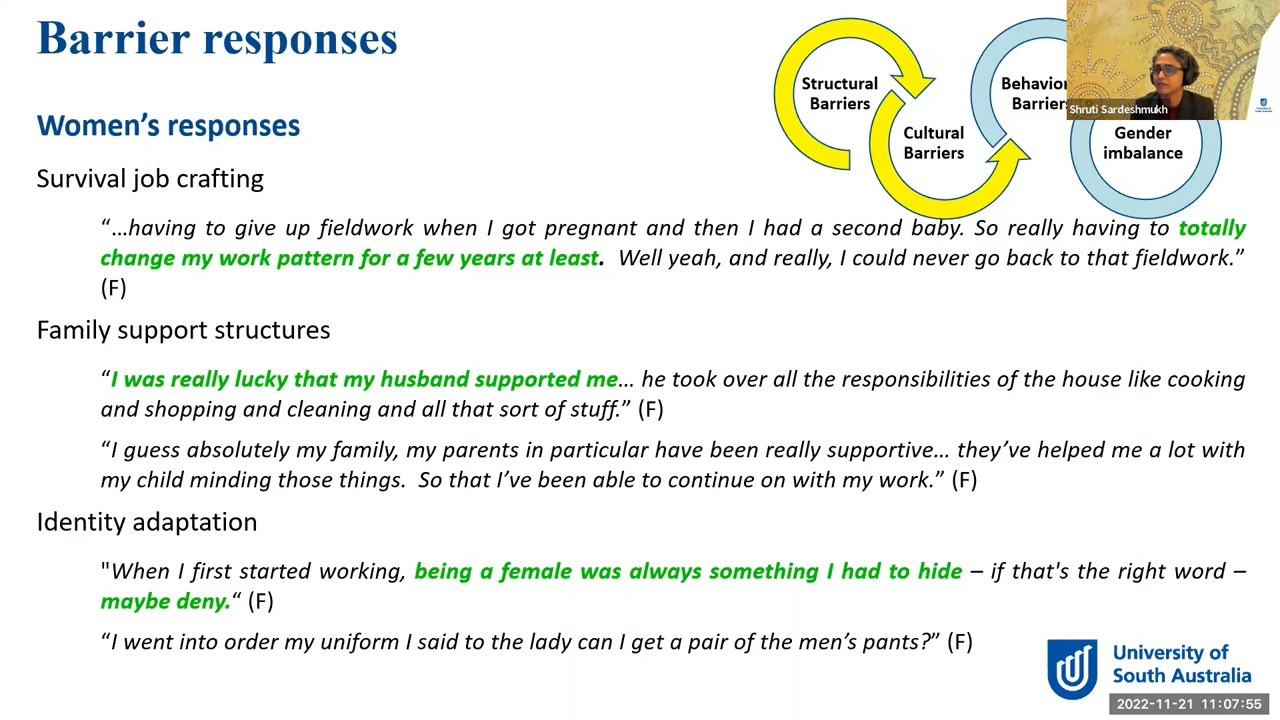 Barrier responses
Structural
Barriers
Cultural
Barriers
Behavior
Barriers
Gender
imbalance
Shruti Sardeshmukh
Women’s responses
Survival job crafting
“…having to give up fieldwork when I got pregnant and then I had a second baby. So really having to totally
change my work pattern for a few years at least. Well yeah, and really, I could never go back to that fieldwork.”
(F)
Family support structures
“I was really lucky that my husband supported me… he took over all the responsibilities of the house like cooking
and shopping and cleaning and all that sort of stuff.” (F)
“I guess absolutely my family, my parents in particular have been really supportive… they’ve helped me a lot with
my child minding those things. So that I’ve been able to continue on with my work.” (F)
Identity adaptation
"When I first started working, being a female was always something I had to hide – if that's the right word –
maybe deny.“ (F)
“I went into order my uniform I said to the lady can I get a pair of the men’s pants?” (F)
University of
South Australia
2022-11-21 11:07:55